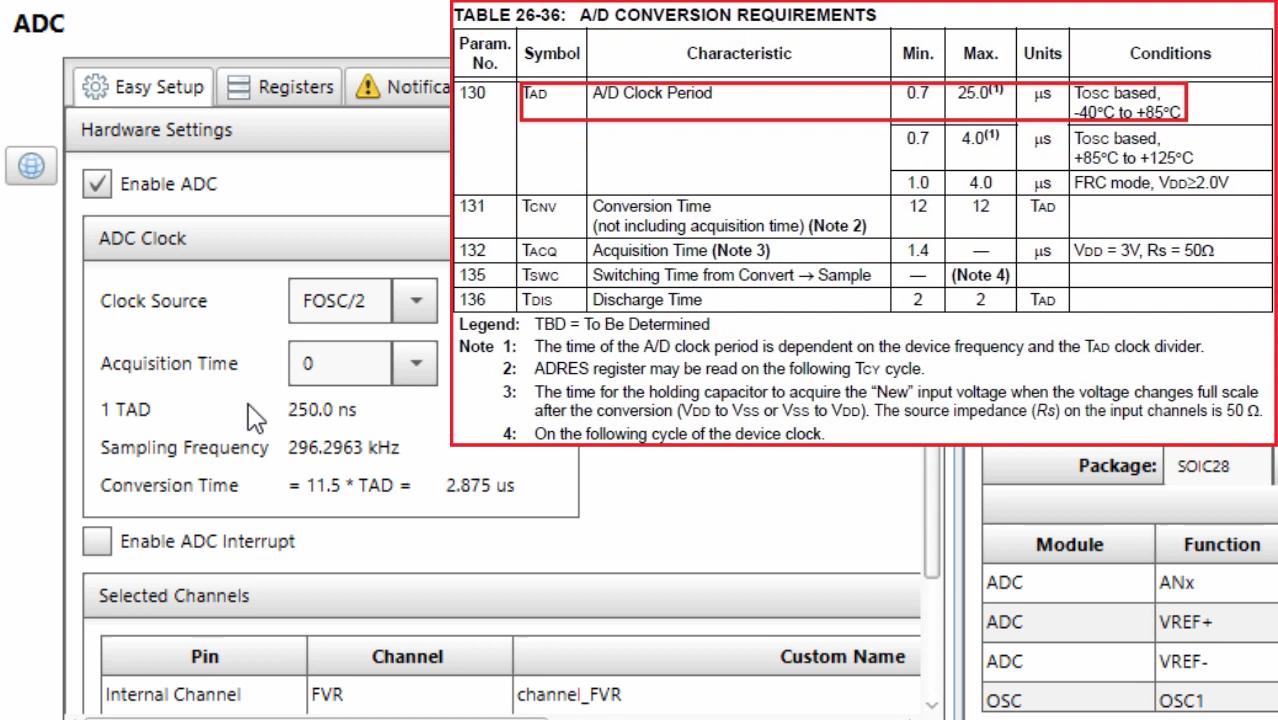 ADC
Easy Setup
Registers
Notifica
Hardware Settings
Enable ADC
ADC Clock
Clock Source
FOSC/2
Acquisition Time
0
1 TAD
250.0 ns
Sampling Frequency
296.2963 kHz
Conversion Time
= 11.5 * TAD =
2.875 us
Enable ADC Interrupt
Selected Channels
Pin Channel Custom Name
Internal Channel FVR channel_FVR
TABLE 26-36: A/D CONVERSION REQUIREMENTS
Param. No. Symbol Characteristic Min. Max. Units Conditions
130 TAD A/D Clock Period 0.7 25.0(1) μs Tosc based,
-40°C to +85°C
0.7 4.0(1) μs Tosc based,
+85°C to +125°C
1.0 4.0 μs FRC mode, VDD≥2.0V
131 TCNV Conversion Time 12 12 TAD
(not including acquisition time) (Note 2)
132 TACQ Acquisition Time (Note 3) 1.4 — μs VDD = 3V, Rs = 50Ω
135 TSWC Switching Time from Convert → Sample — (Note 4)
136 TDIS Discharge Time 2 2 TAD
Legend: TBD = To Be Determined
Note 1: The time of the A/D clock period is dependent on the device frequency and the TAD clock divider.
2: ADRES register may be read on the following TCY cycle.
3: The time for the holding capacitor to acquire the “New” input voltage when the voltage changes full scale
after the conversion (VDD to VSS or VSS to VDD). The source impedance (Rs) on the input channels is 50 Ω.
4: On the following cycle of the device clock.
Package: SOIC28
Module Function
ADC ANx
ADC VREF+
ADC VREF-
OSC OSC1